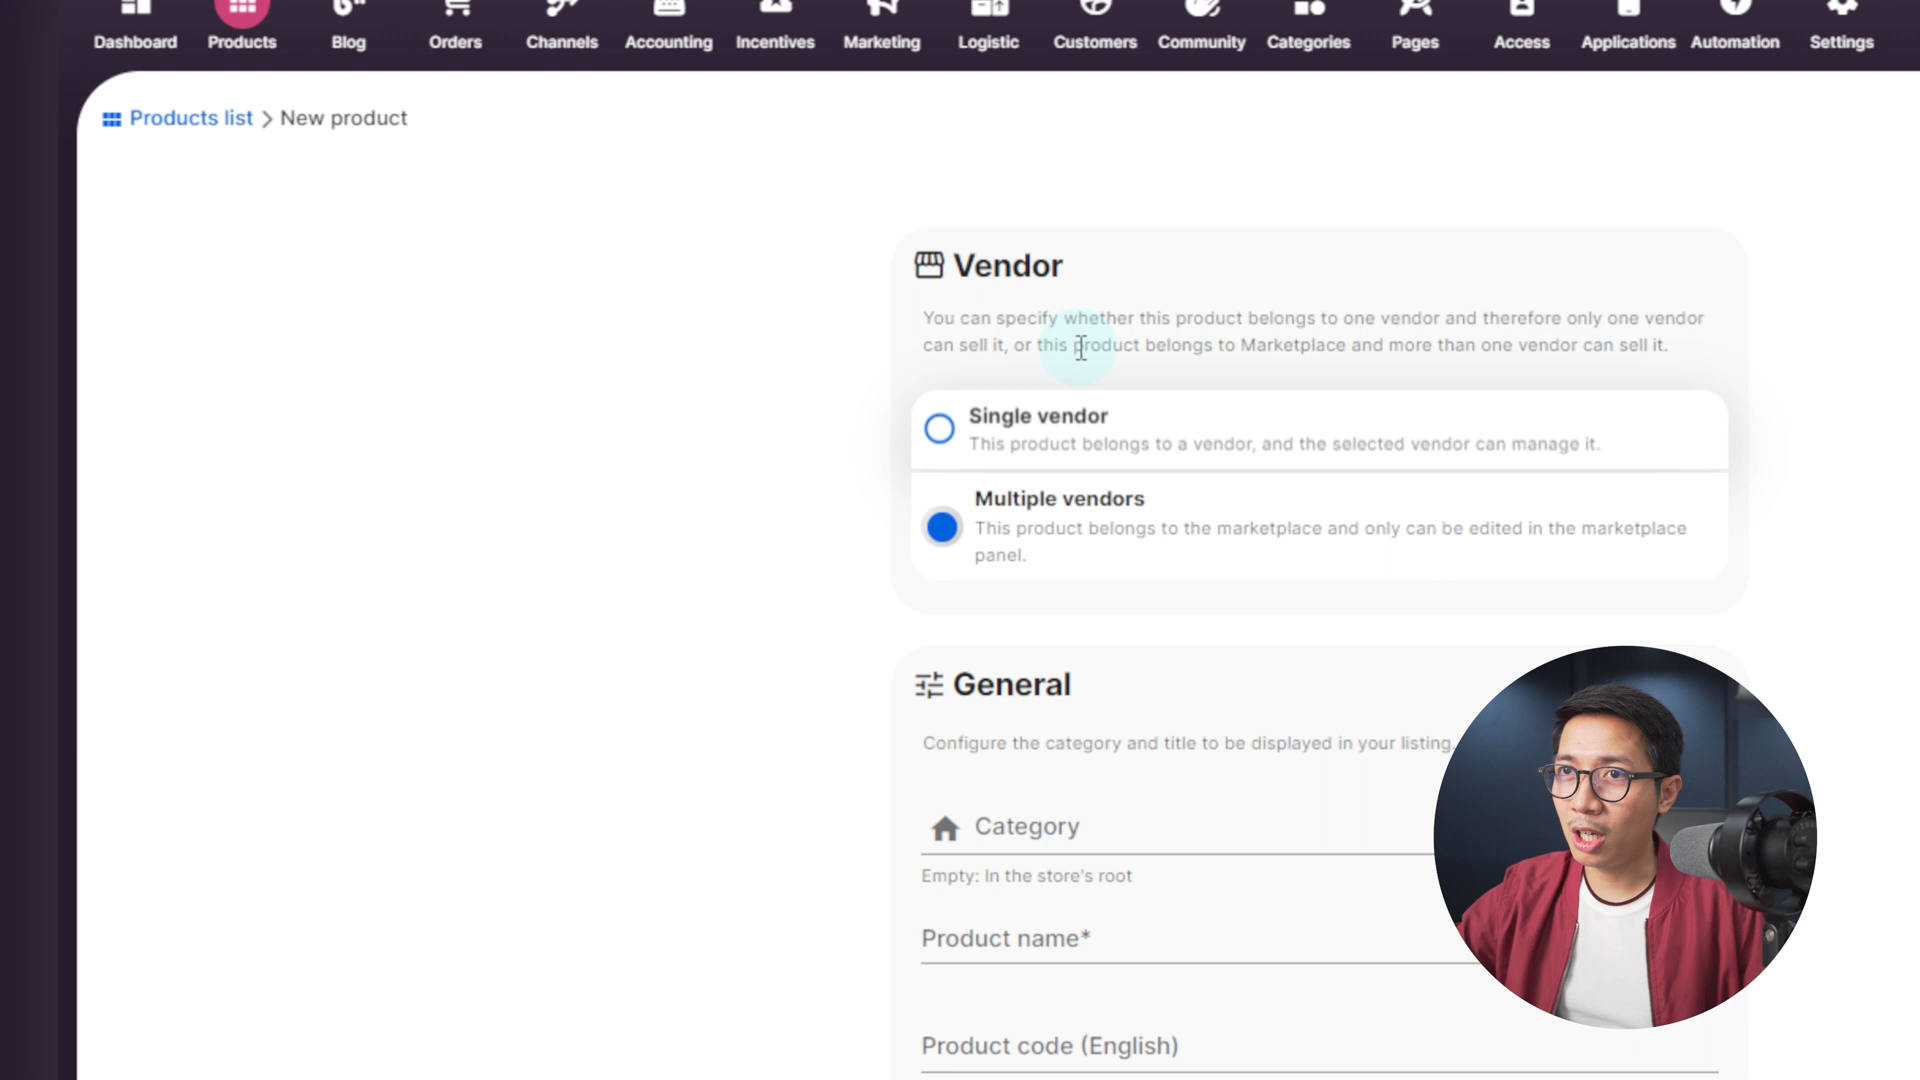 Dashboard Products Blog Orders Channels Accounting Incentives Marketing Logistic Customers Community Categories Pages Access Applications Automation Settings
Products list > New product
Vendor
You can specify whether this product belongs to one vendor and therefore only one vendor
can sell it, or this product belongs to Marketplace and more than one vendor can sell it.
Single vendor
This product belongs to a vendor, and the selected vendor can manage it.
Multiple vendors
This product belongs to the marketplace and only can be edited in the marketplace
panel.
General
Configure the category and title to be displayed in your listing.
Category
Empty: In the store's root
Product name*
Product code (English)